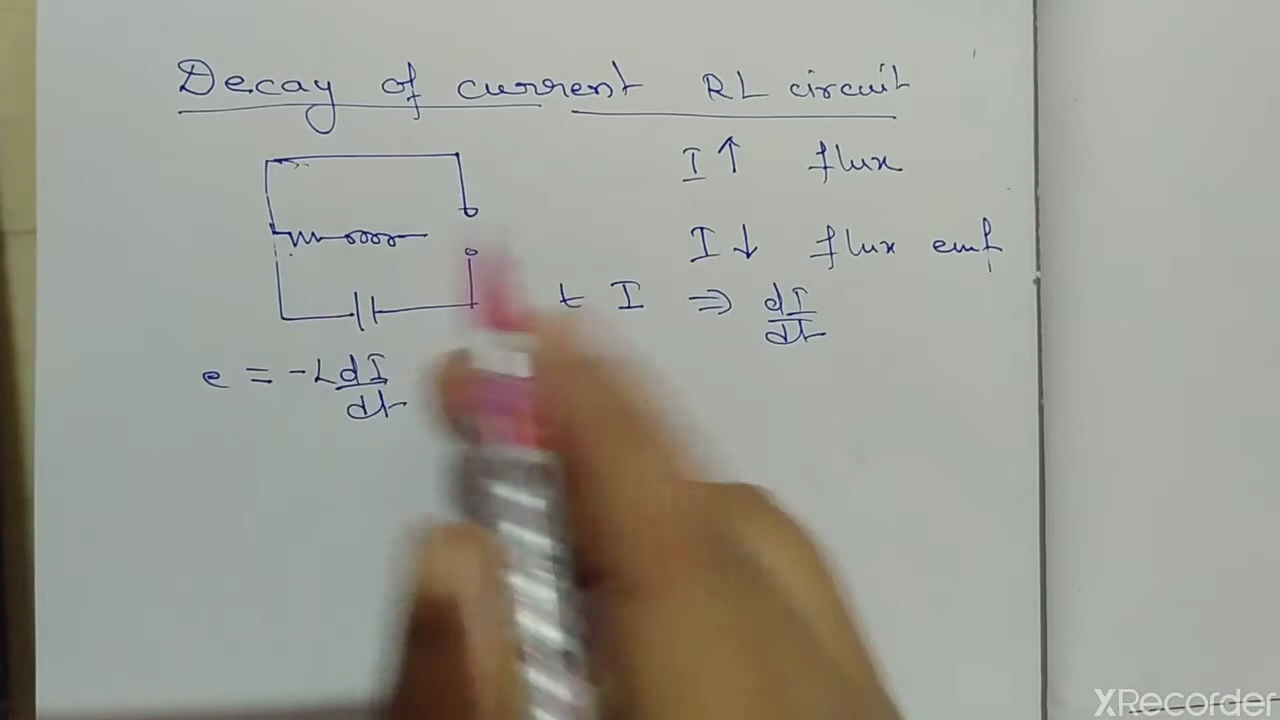 Decay of current RL circuit
I ↑ flux
I ↓ flux emf
t I ⇒ dI/dt
e = -L dI/dt
XRecorder